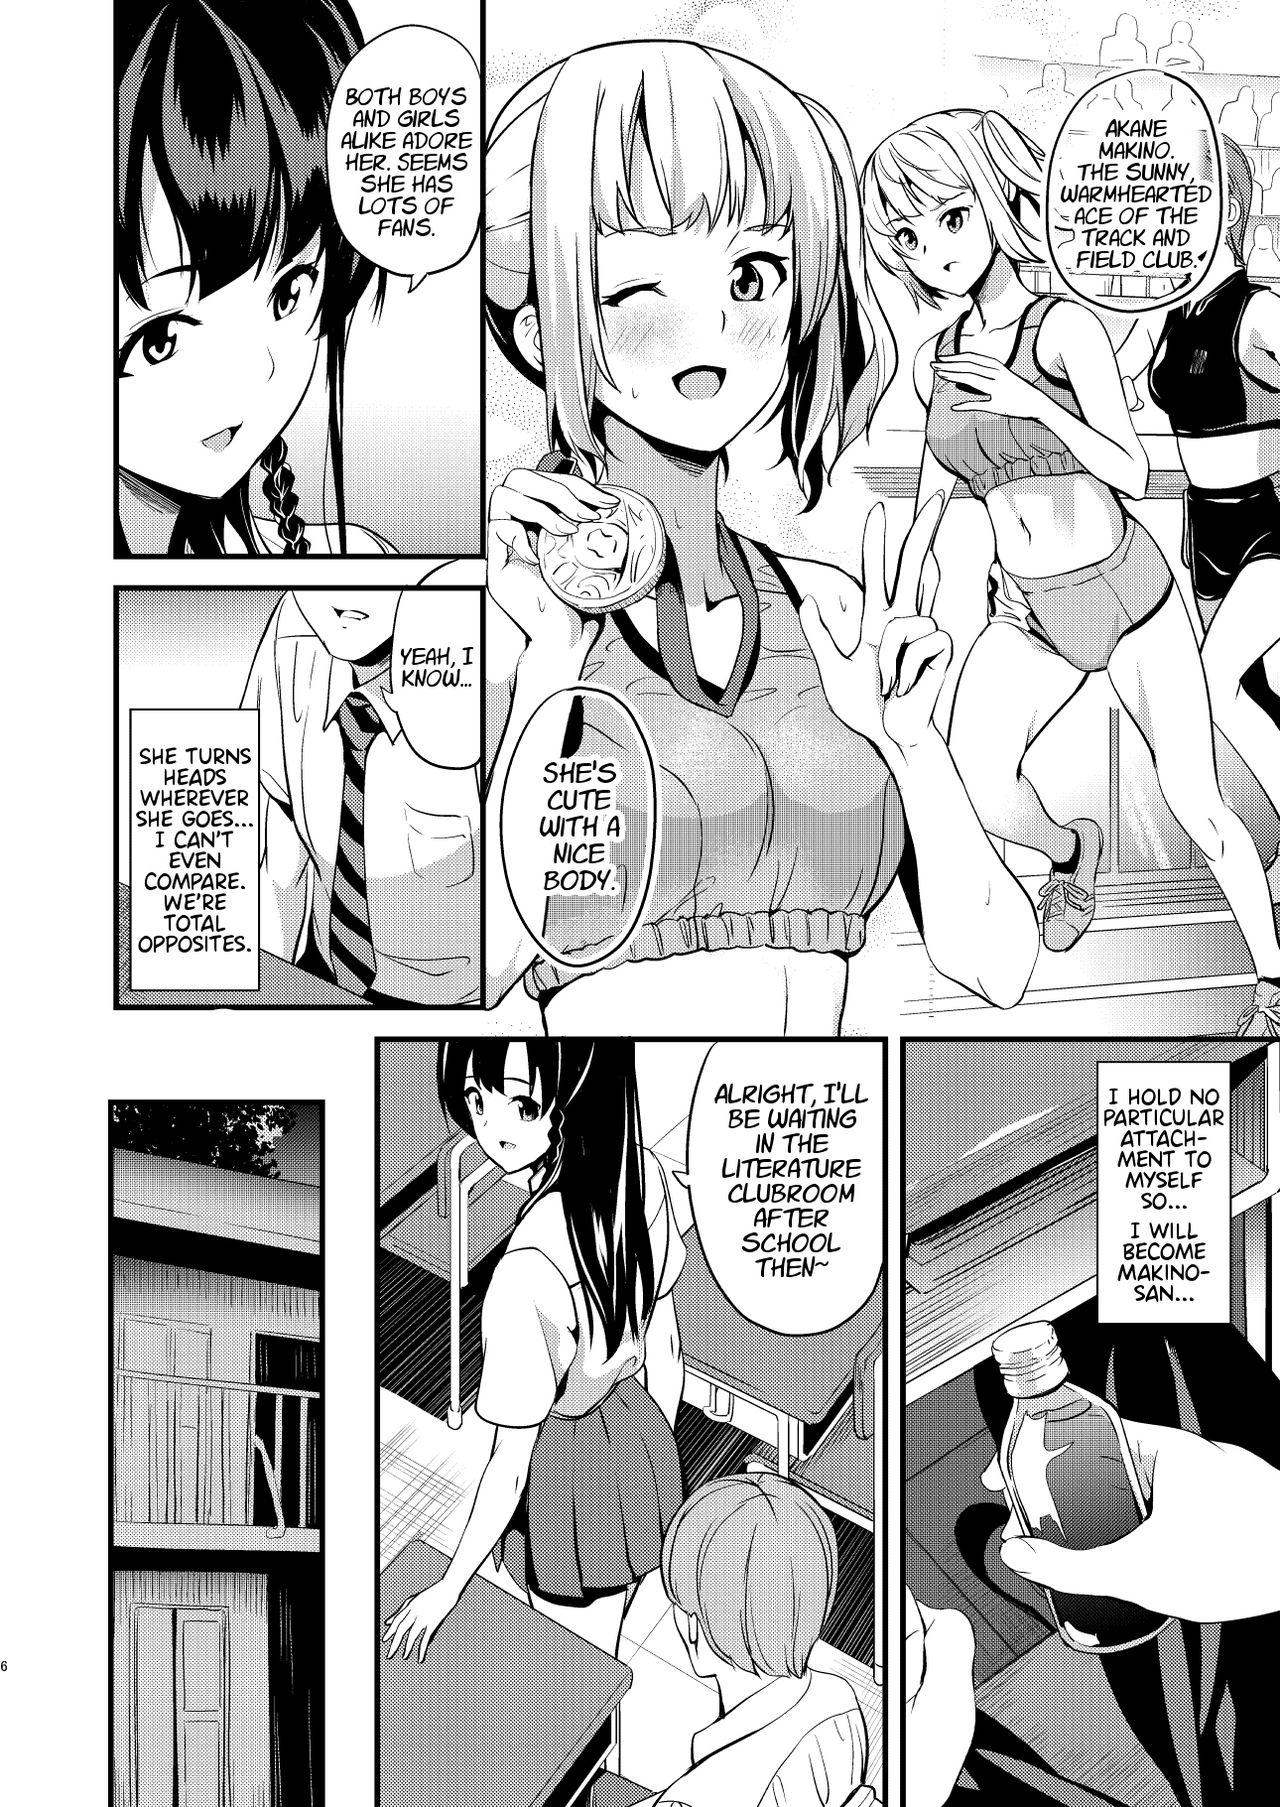 AKANE
MAKINO.
THE SUNNY,
WARMHEARTED
ACE OF THE
TRACK AND
FIELD CLUB.
SHE'S
CUTE
WITH A
NICE
BODY.
BOTH BOYS
AND GIRLS
ALIKE ADORE
HER. SEEMS
SHE HAS
LOTS OF
FANS.
YEAH, I
KNOW...
SHE TURNS
HEADS
WHEREVER
SHE GOES...
I CAN'T
EVEN
COMPARE.
WE'RE
TOTAL
OPPOSITES.
I HOLD NO
PARTICULAR
ATTACH-
MENT TO
MYSELF
SO...
I WILL
BECOME
MAKINO-
SAN...
ALRIGHT, I'LL
BE WAITING
IN THE
LITERATURE
CLUBROOM
AFTER
SCHOOL
THEN~
6